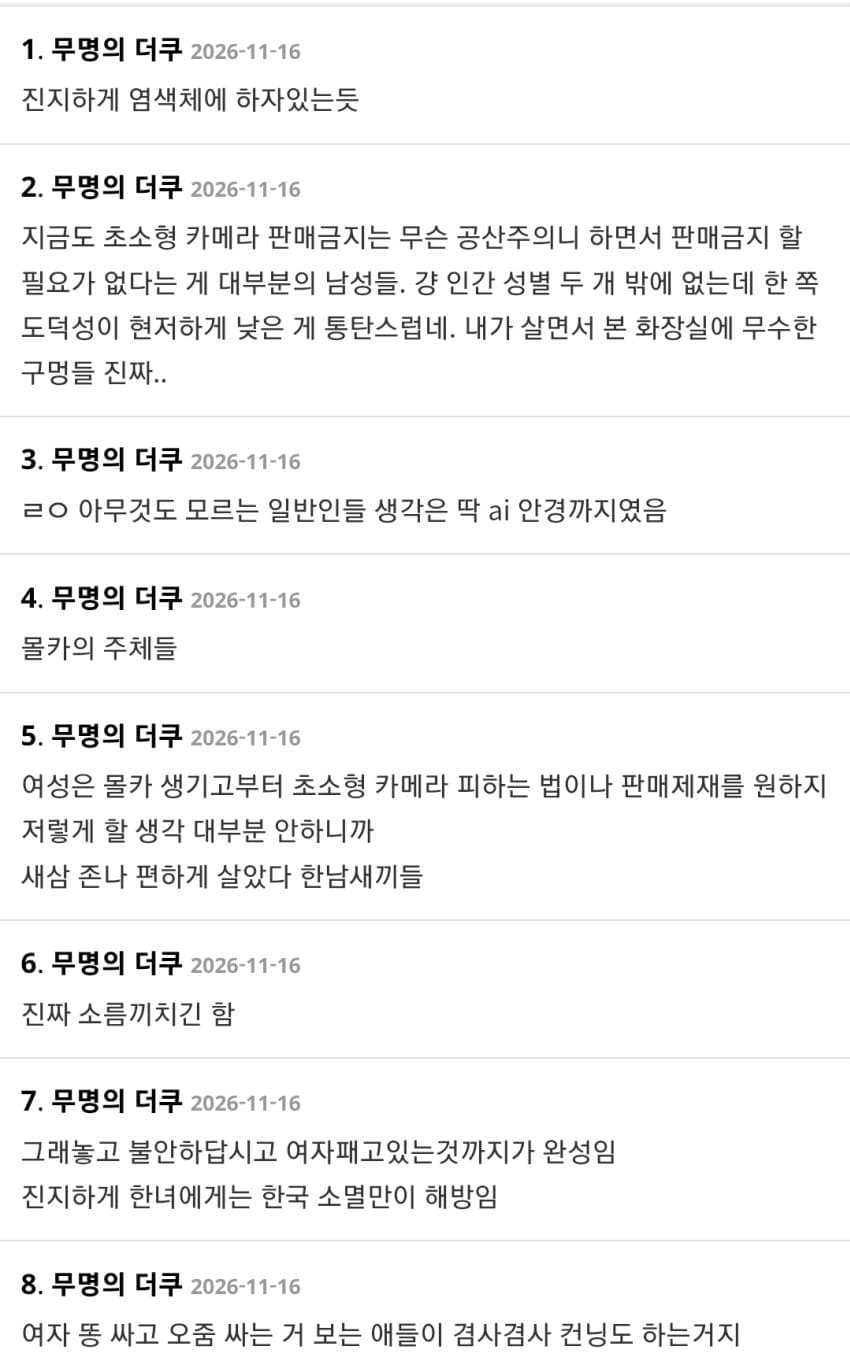 1. 무명의 더쿠 2026-11-16
진지하게 염색체에 하자있는듯
2. 무명의 더쿠 2026-11-16
지금도 초소형 카메라 판매금지는 무슨 공산주의니 하면서 판매금지 할
필요가 없다는 게 대부분의 남성들. 걍 인간 성별 두 개 밖에 없는데 한 쪽
도덕성이 현저하게 낮은 게 통탄스럽네. 내가 살면서 본 화장실에 무수한
구멍들 진짜..
3. 무명의 더쿠 2026-11-16
ㄹㅇ 아무것도 모르는 일반인들 생각은 딱 ai 안경까지였음
4. 무명의 더쿠 2026-11-16
몰카의 주체들
5. 무명의 더쿠 2026-11-16
여성은 몰카 생기고부터 초소형 카메라 피하는 법이나 판매제재를 원하지
저렇게 할 생각 대부분 안하니까
새삼 존나 편하게 살았다 한남새끼들
6. 무명의 더쿠 2026-11-16
진짜 소름끼치긴 함
7. 무명의 더쿠 2026-11-16
그래놓고 불안하답시고 여자패고있는것까지가 완성임
진지하게 한녀에게는 한국 소멸만이 해방임
8. 무명의 더쿠 2026-11-16
여자 똥 싸고 오줌 싸는 거 보는 애들이 겸사겸사 컨닝도 하는거지